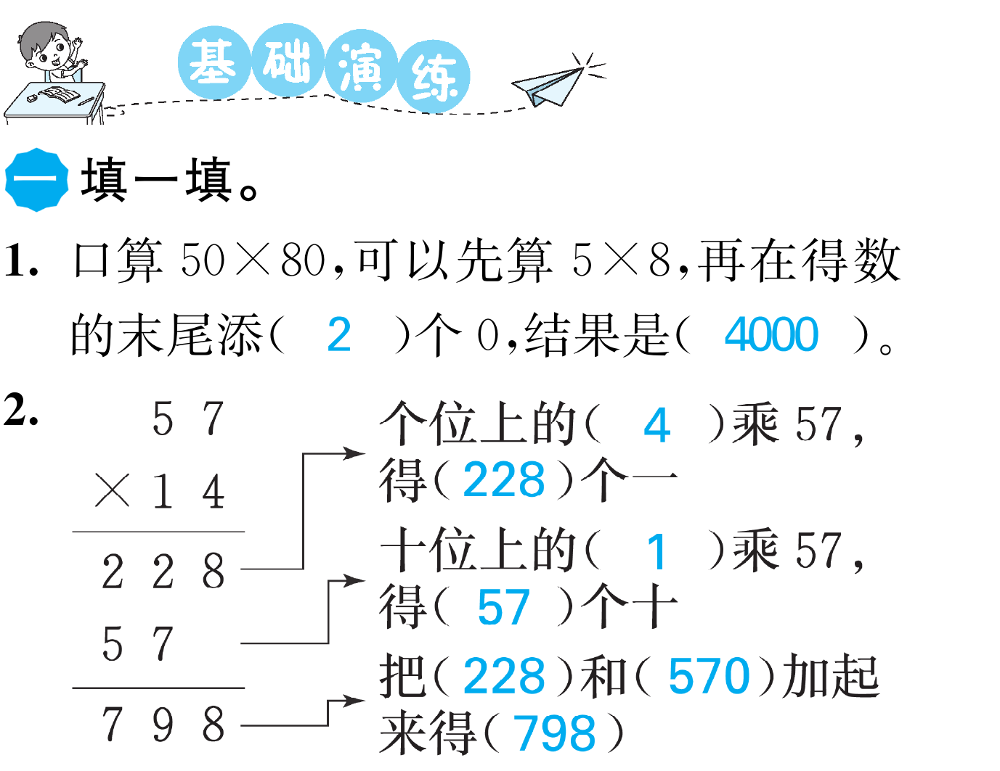 基础演练
一 填一填。
1. 口算 50×80,可以先算 5×8,再在得数
的末尾添( 2 )个 0,结果是( 4000 )。
2.
5 7
× 1 4
2 2 8
5 7
7 9 8
个位上的( 4 )乘 57,
得( 228 )个一
十位上的( 1 )乘 57,
得( 57 )个十
把( 228 )和( 570 )加起
来得( 798 )